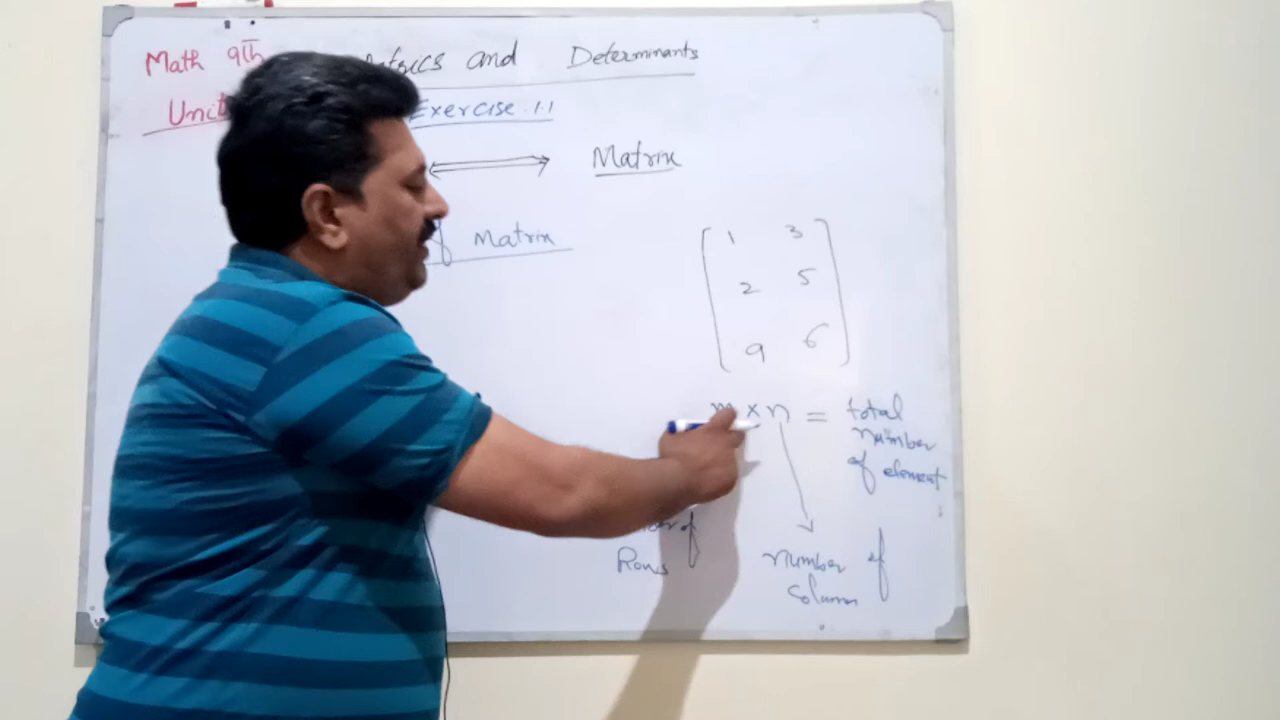 Math 9th
and Determinants
Unit Exercise 1.1
Matrix
Matrix
1 3
2 5
9 6
m × n = total
number
of element
of
Rows
number of
column